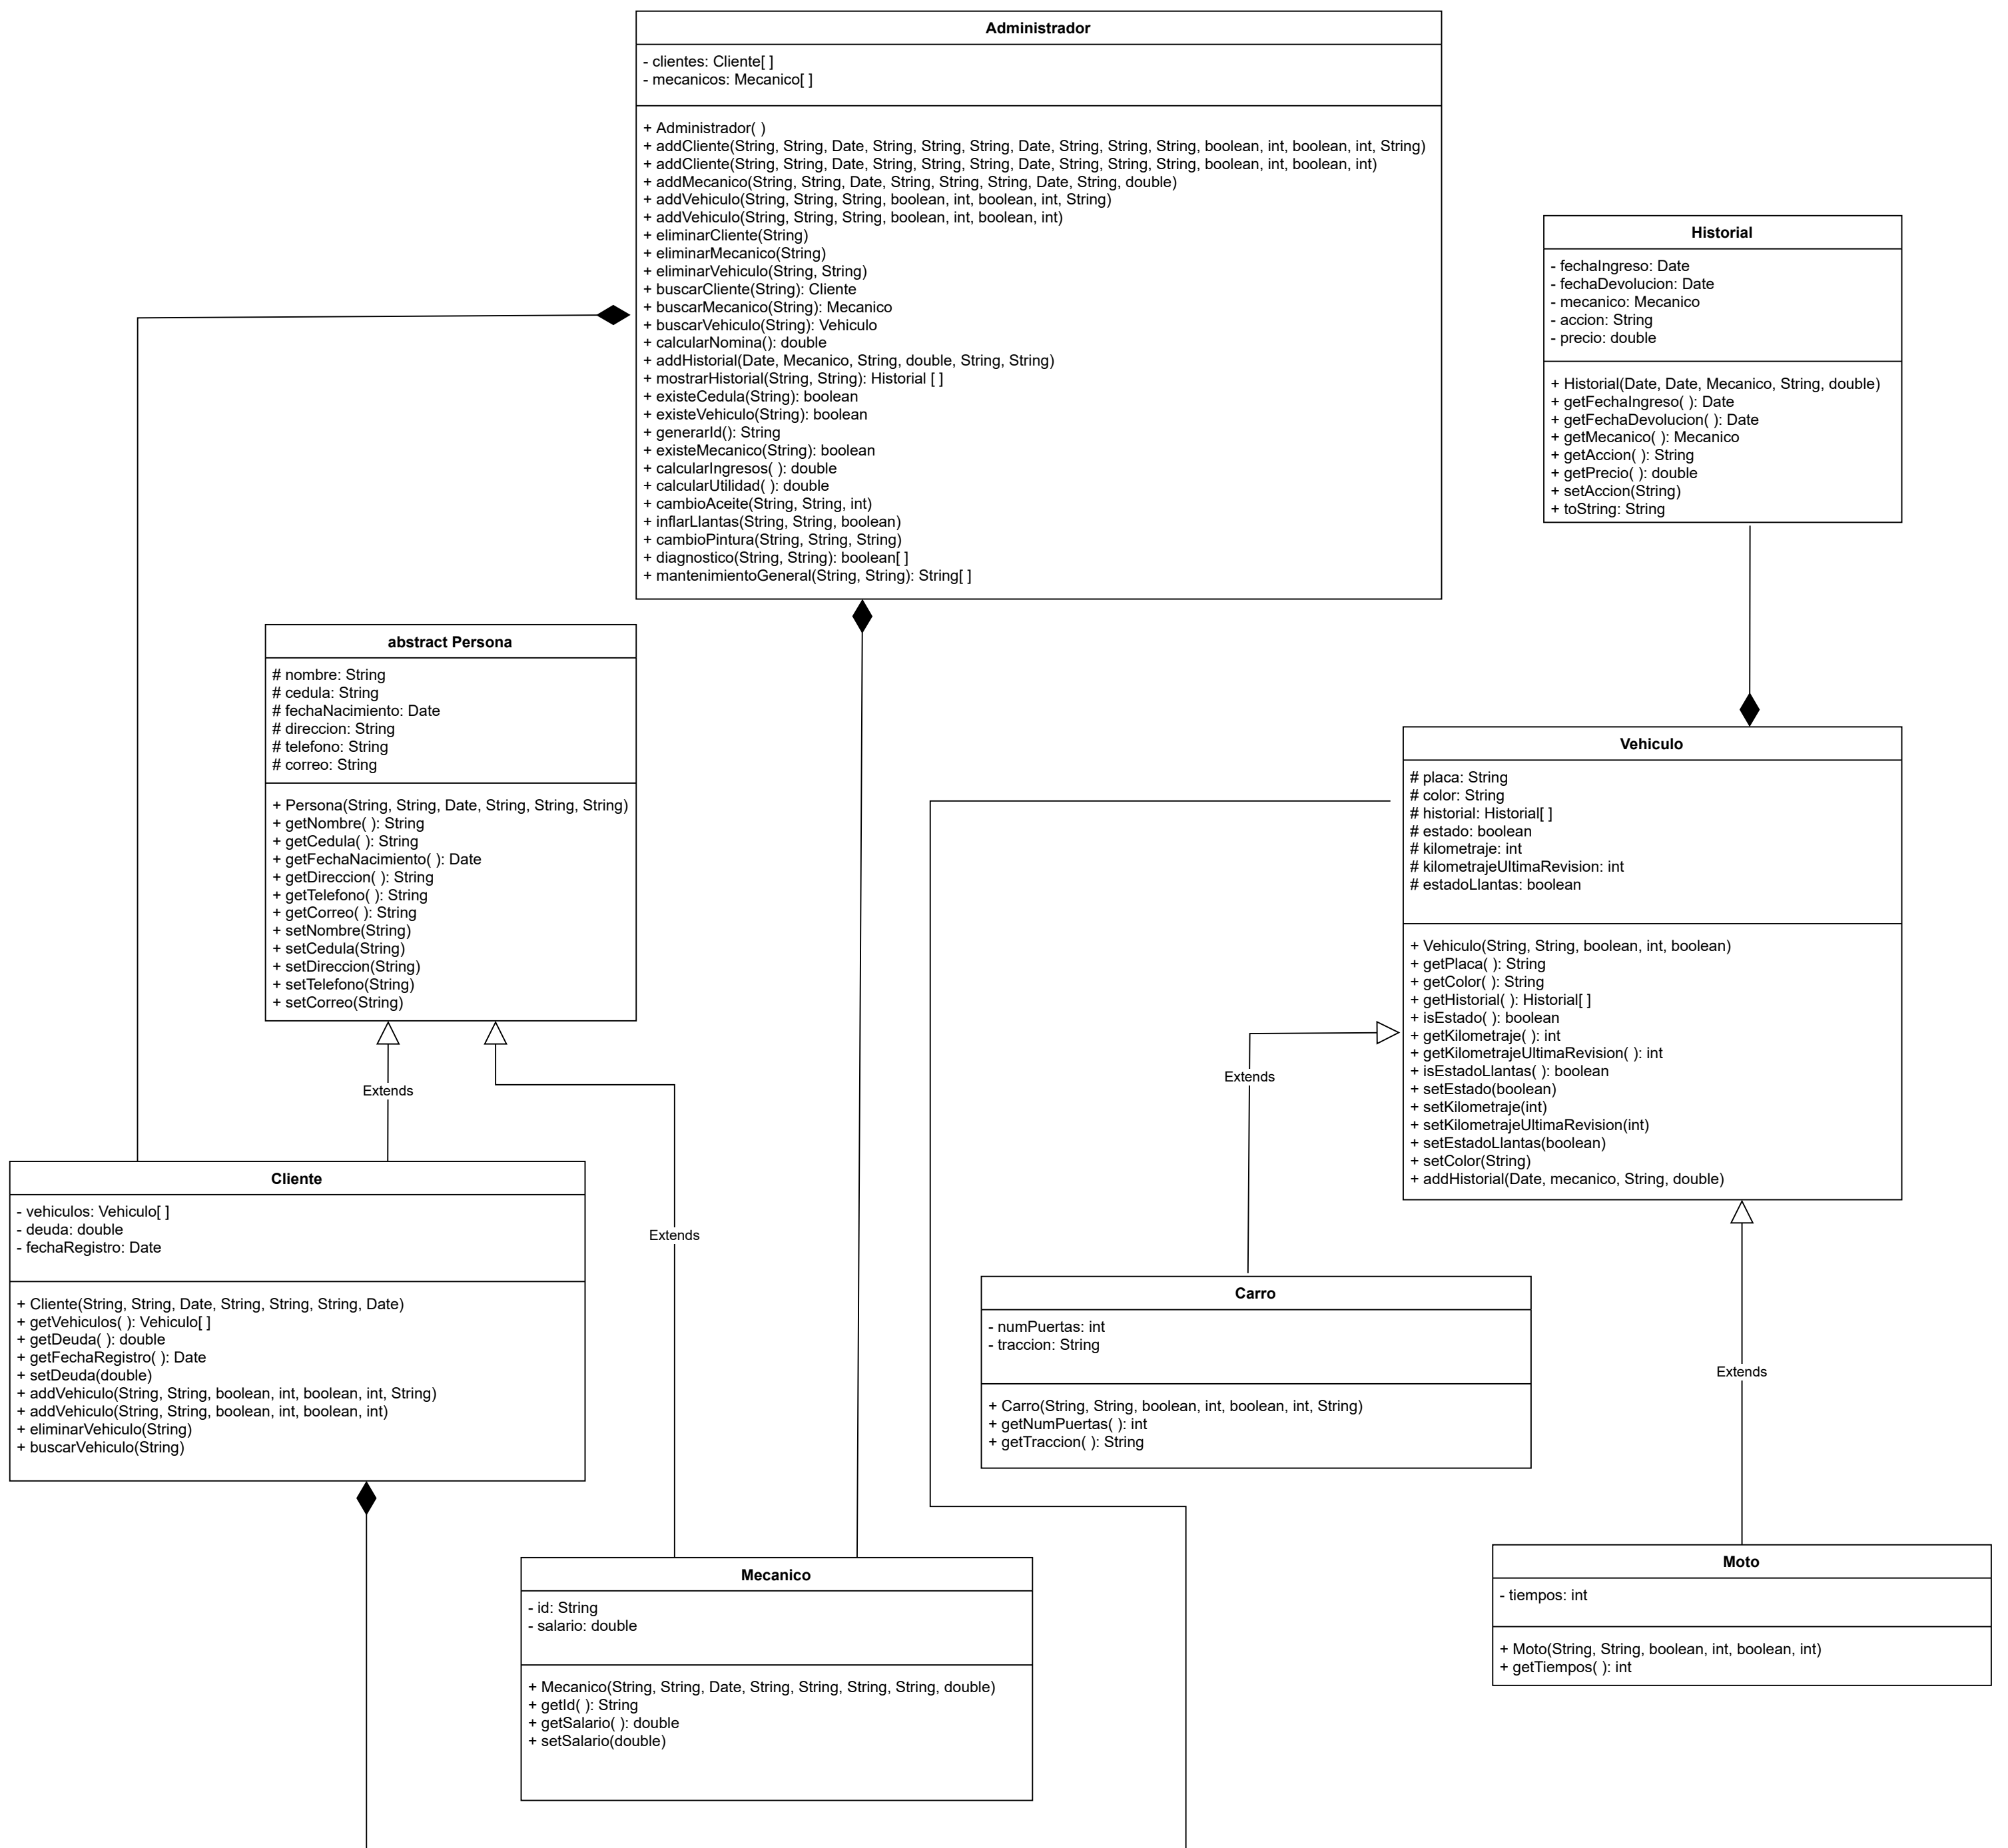 Administrador
- clientes: Cliente[ ]
- mecanicos: Mecanico[ ]
+ Administrador( )
+ addCliente(String, String, Date, String, String, String, Date, String, String, String, boolean, int, boolean, int, String)
+ addCliente(String, String, Date, String, String, String, Date, String, String, String, boolean, int, boolean, int)
+ addMecanico(String, String, Date, String, String, String, Date, String, double)
+ addVehiculo(String, String, String, boolean, int, boolean, int, String)
+ addVehiculo(String, String, String, boolean, int, boolean, int)
+ eliminarCliente(String)
+ eliminarMecanico(String)
+ eliminarVehiculo(String, String)
+ buscarCliente(String): Cliente
+ buscarMecanico(String): Mecanico
+ buscarVehiculo(String): Vehiculo
+ calcularNomina(): double
+ addHistorial(Date, Mecanico, String, double, String, String)
+ mostrarHistorial(String, String): Historial [ ]
+ existeCedula(String): boolean
+ existeVehiculo(String): boolean
+ generarId(): String
+ existeMecanico(String): boolean
+ calcularIngresos( ): double
+ calcularUtilidad( ): double
+ cambioAceite(String, String, int)
+ inflarLlantas(String, String, boolean)
+ cambioPintura(String, String, String)
+ diagnostico(String, String): boolean[ ]
+ mantenimientoGeneral(String, String): String[ ]
Historial
- fechaIngreso: Date
- fechaDevolucion: Date
- mecanico: Mecanico
- accion: String
- precio: double
+ Historial(Date, Date, Mecanico, String, double)
+ getFechaIngreso( ): Date
+ getFechaDevolucion( ): Date
+ getMecanico( ): Mecanico
+ getAccion( ): String
+ getPrecio( ): double
+ setAccion(String)
+ toString: String
abstract Persona
# nombre: String
# cedula: String
# fechaNacimiento: Date
# direccion: String
# telefono: String
# correo: String
+ Persona(String, String, Date, String, String, String)
+ getNombre( ): String
+ getCedula( ): String
+ getFechaNacimiento( ): Date
+ getDireccion( ): String
+ getTelefono( ): String
+ getCorreo( ): String
+ setNombre(String)
+ setCedula(String)
+ setDireccion(String)
+ setTelefono(String)
+ setCorreo(String)
Vehiculo
# placa: String
# color: String
# historial: Historial[ ]
# estado: boolean
# kilometraje: int
# kilometrajeUltimaRevision: int
# estadoLlantas: boolean
+ Vehiculo(String, String, boolean, int, boolean)
+ getPlaca( ): String
+ getColor( ): String
+ getHistorial( ): Historial[ ]
+ isEstado( ): boolean
+ getKilometraje( ): int
+ getKilometrajeUltimaRevision( ): int
+ isEstadoLlantas( ): boolean
+ setEstado(boolean)
+ setKilometraje(int)
+ setKilometrajeUltimaRevision(int)
+ setEstadoLlantas(boolean)
+ setColor(String)
+ addHistorial(Date, mecanico, String, double)
Extends
Extends
Extends
Extends
Cliente
- vehiculos: Vehiculo[ ]
- deuda: double
- fechaRegistro: Date
+ Cliente(String, String, Date, String, String, String, Date)
+ getVehiculos( ): Vehiculo[ ]
+ getDeuda( ): double
+ getFechaRegistro( ): Date
+ setDeuda(double)
+ addVehiculo(String, String, boolean, int, boolean, int, String)
+ addVehiculo(String, String, boolean, int, boolean, int)
+ eliminarVehiculo(String)
+ buscarVehiculo(String)
Carro
- numPuertas: int
- traccion: String
+ Carro(String, String, boolean, int, boolean, int, String)
+ getNumPuertas( ): int
+ getTraccion( ): String
Mecanico
- id: String
- salario: double
+ Mecanico(String, String, Date, String, String, String, String, double)
+ getId( ): String
+ getSalario( ): double
+ setSalario(double)
Moto
- tiempos: int
+ Moto(String, String, boolean, int, boolean, int)
+ getTiempos( ): int